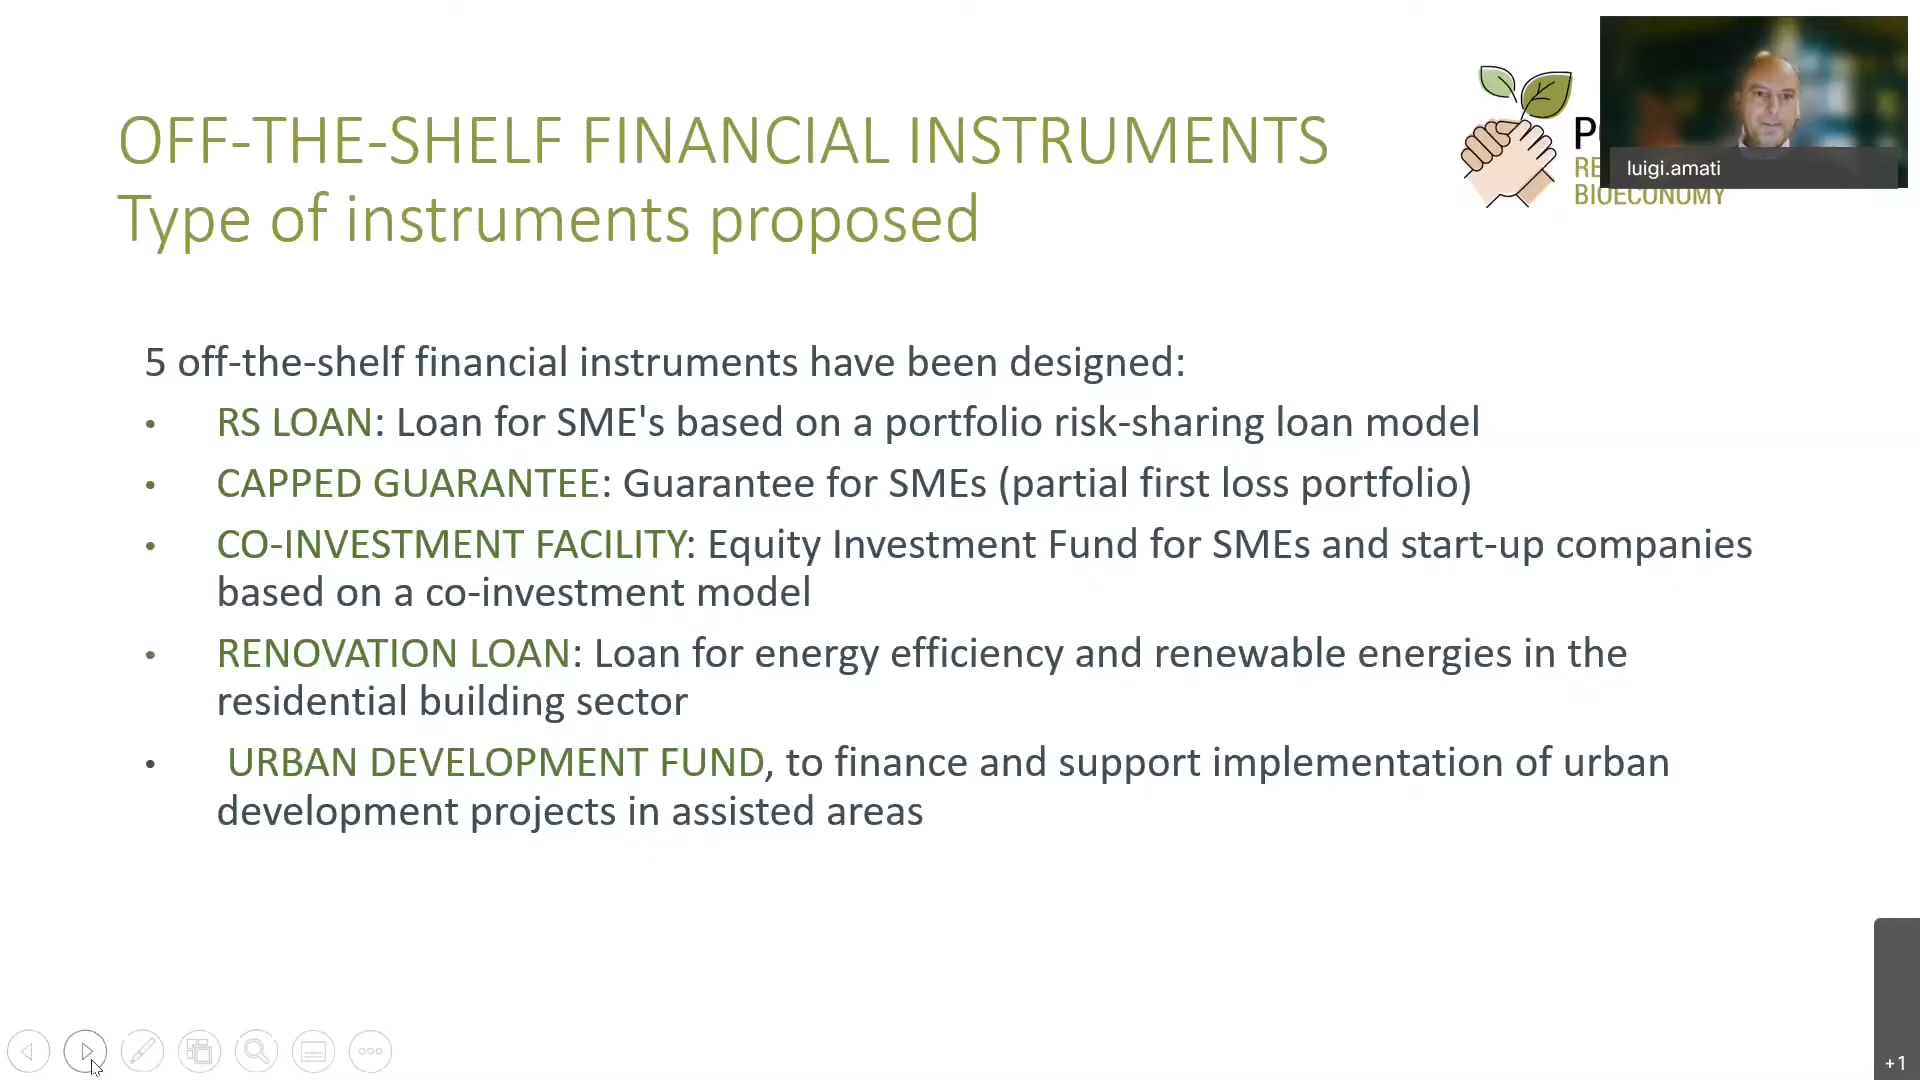 OFF-THE-SHELF FINANCIAL INSTRUMENTS
Type of instruments proposed
BIOECONOMY
luigi.amati
5 off-the-shelf financial instruments have been designed:
• RS LOAN: Loan for SME's based on a portfolio risk-sharing loan model
• CAPPED GUARANTEE: Guarantee for SMEs (partial first loss portfolio)
• CO-INVESTMENT FACILITY: Equity Investment Fund for SMEs and start-up companies
based on a co-investment model
• RENOVATION LOAN: Loan for energy efficiency and renewable energies in the
residential building sector
• URBAN DEVELOPMENT FUND, to finance and support implementation of urban
development projects in assisted areas
+1